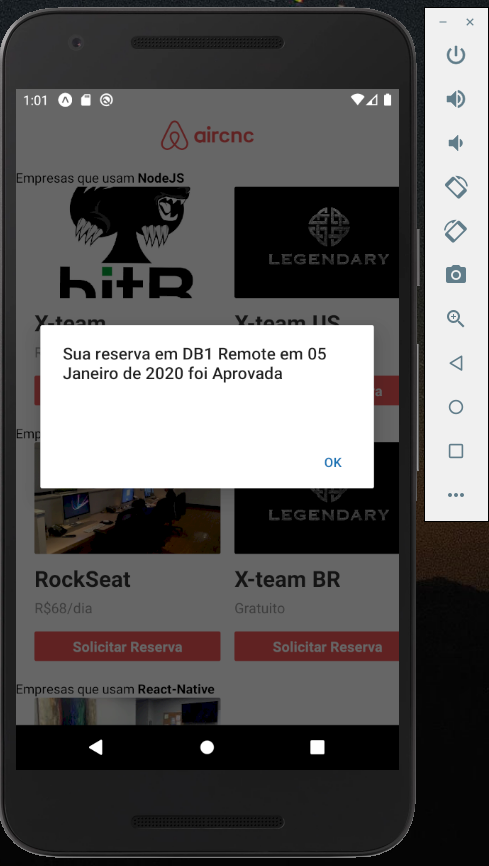 1:01
aircnc
Empresas que usam NodeJS
hitB
LEGENDARY
X-team
X-team US
Sua reserva em DB1 Remote em 05
Janeiro de 2020 foi Aprovada
OK
LEGENDARY
RockSeat
X-team BR
R$68/dia
Gratuito
Solicitar Reserva
Solicitar Reserva
Empresas que usam React-Native